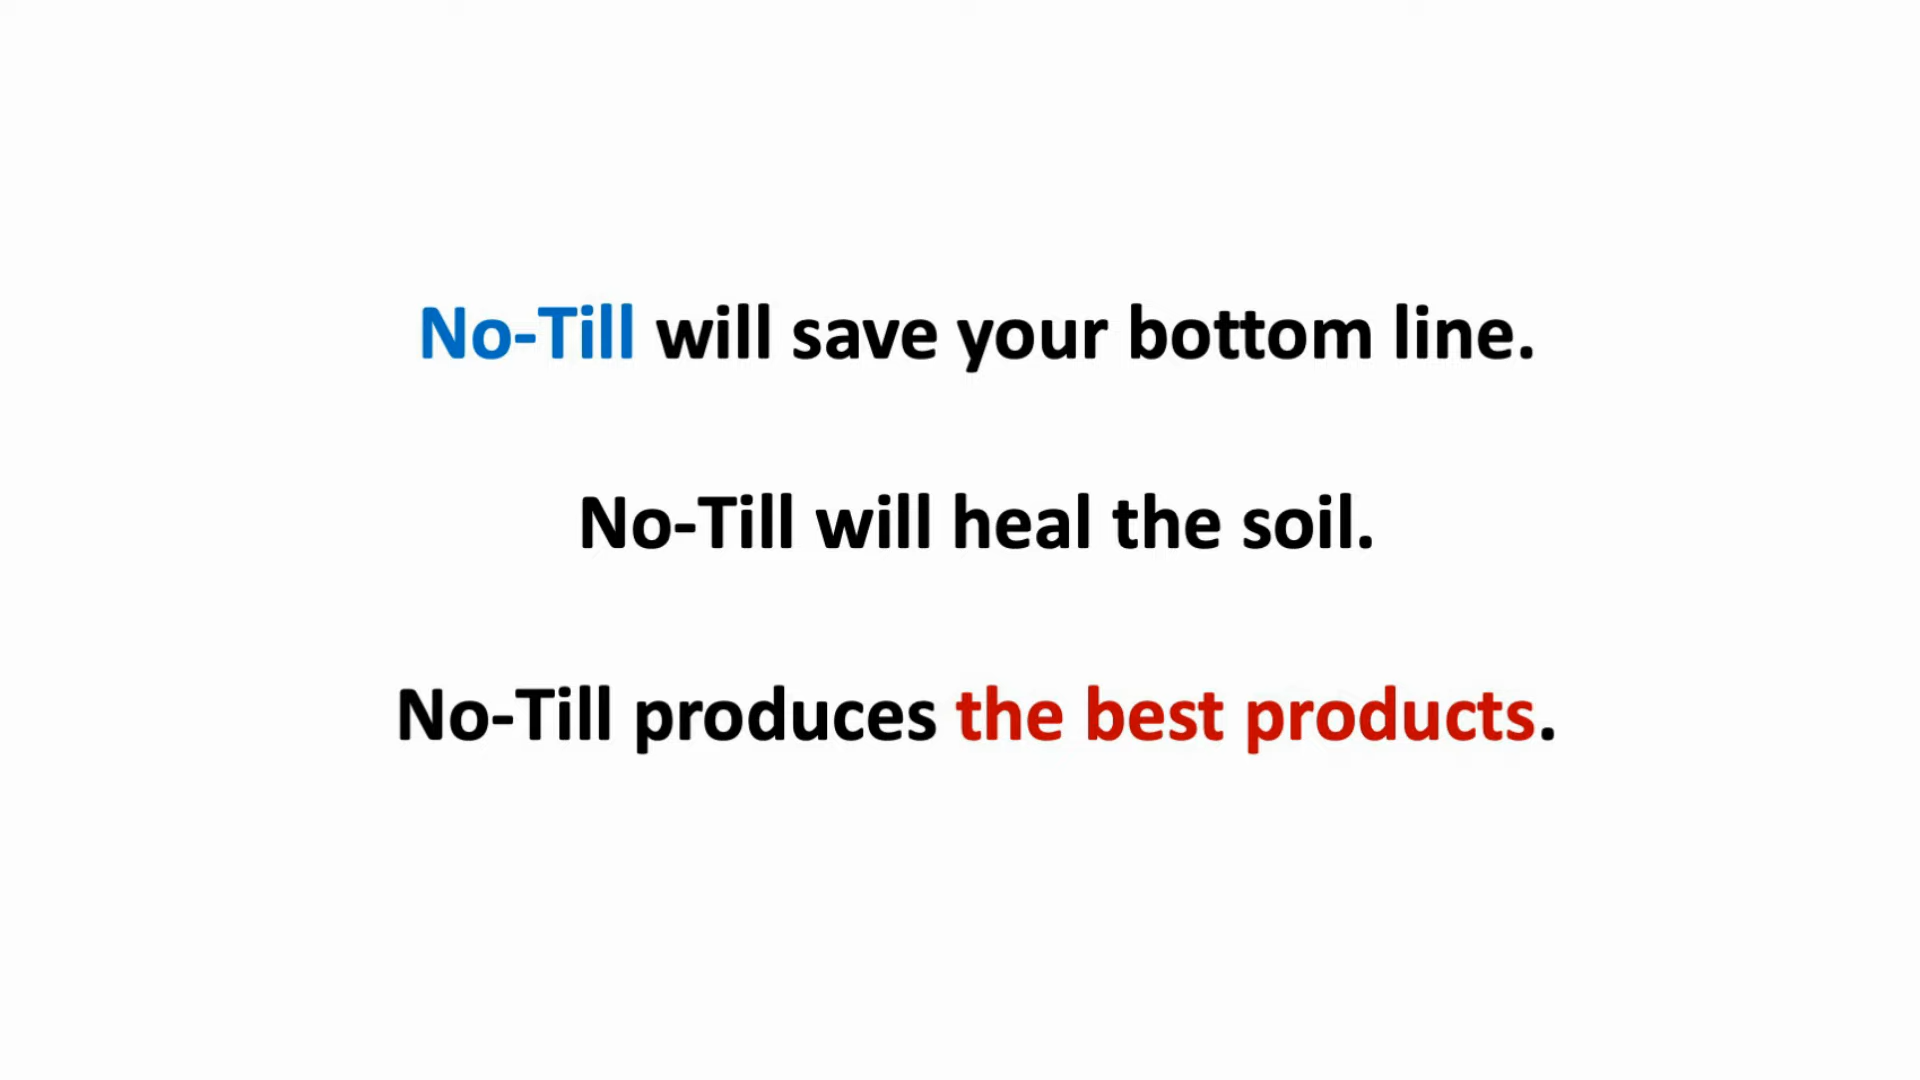 No-Till will save your bottom line.
No-Till will heal the soil.
No-Till produces the best products.